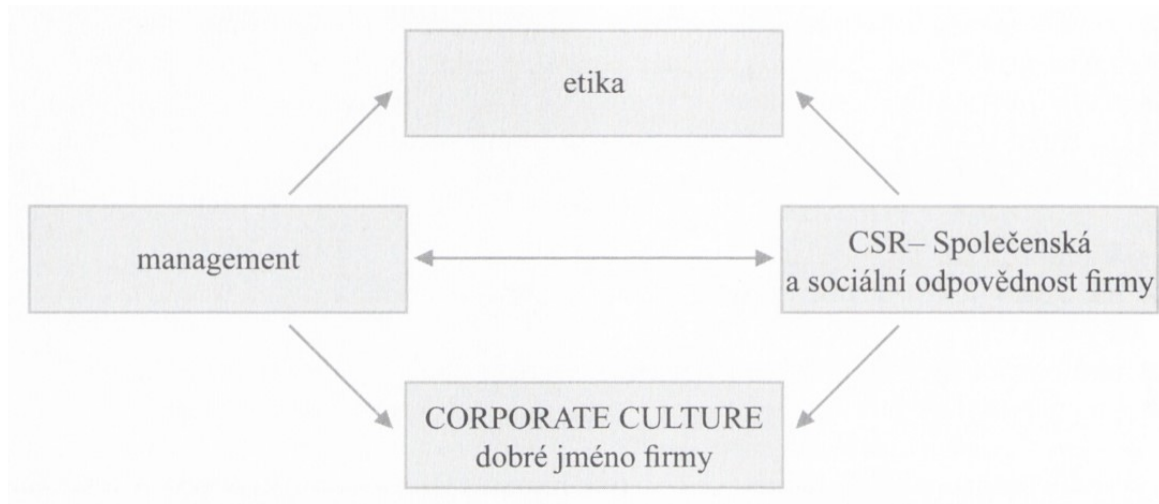 etika
management
CSR– Společenská
a sociální odpovědnost firmy
CORPORATE CULTURE
dobré jméno firmy